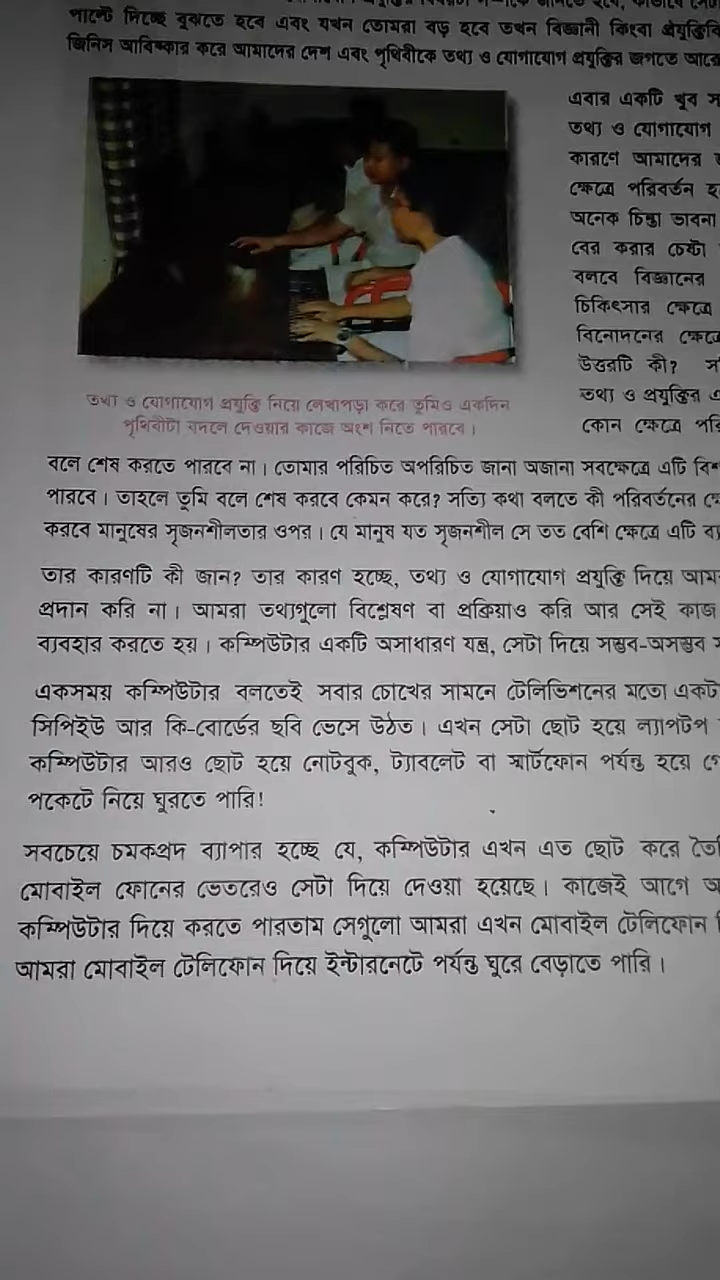 পাল্টে দিচ্ছে বুঝতে হবে এবং যখন তোমরা বড় হবে তখন বিজ্ঞানী কিংবা
জিনিস আবিষ্কার করে আমাদের দেশ এবং পৃথিবীকে তথ্য ও যোগাযোগ প্রযুক্তির জগতে
এবার একটি খুব
তথ্য ও যোগাযোগ
কারণে আমাদের
ক্ষেত্রে পরিবর্তন
অনেক চিন্তা ভাবনা
বের করার চেষ্টা
বলবে বিজ্ঞানের
চিকিৎসার ক্ষেত্রে
বিনোদনের ক্ষেত্রে
উত্তরটি কী?
তথ্য ও প্রযুক্তির
কোন ক্ষেত্রে
তথ্য ও যোগাযোগ প্রযুক্তি নিয়ে লেখাপড়া করে তুমিও একদিন
পৃথিবীটা বদলে দেওয়ার কাজে অংশ নিতে পারবে।
বলে শেষ করতে পারবে না। তোমার পরিচিত অপরিচিত জানা অজানা সবক্ষেত্রে এটি
পারবে। তাহলে তুমি বলে শেষ করবে কেমন করে? সত্যি কথা বলতে কী পরিবর্তনের
করবে মানুষের সৃজনশীলতার ওপর। যে মানুষ যত সৃজনশীল সে তত বেশি ক্ষেত্রে এটি
তার কারণটি কী জান? তার কারণ হচ্ছে, তথ্য ও যোগাযোগ প্রযুক্তি দিয়ে
প্রদান করি না। আমরা তথ্যগুলো বিশ্লেষণ বা প্রক্রিয়াও করি আর সেই কাজ
ব্যবহার করতে হয়। কম্পিউটার একটি অসাধারণ যন্ত্র, সেটা দিয়ে সম্ভব-অসম্ভব
একসময় কম্পিউটার বলতেই সবার চোখের সামনে টেলিভিশনের মতো একটি
সিপিইউ আর কি-বোর্ডের ছবি ভেসে উঠত। এখন সেটা ছোট হয়ে ল্যাপটপ
কম্পিউটার আরও ছোট হয়ে নোটবুক, ট্যাবলেট বা স্মার্টফোন পর্যন্ত হয়ে
পকেটে নিয়ে ঘুরতে পারি!
সবচেয়ে চমকপ্রদ ব্যাপার হচ্ছে যে, কম্পিউটার এখন এত ছোট করে
মোবাইল ফোনের ভেতরেও সেটা দিয়ে দেওয়া হয়েছে। কাজেই আগে
কম্পিউটার দিয়ে করতে পারতাম সেগুলো আমরা এখন মোবাইল টেলিফোন
আমরা মোবাইল টেলিফোন দিয়ে ইন্টারনেটে পর্যন্ত ঘুরে বেড়াতে পারি।